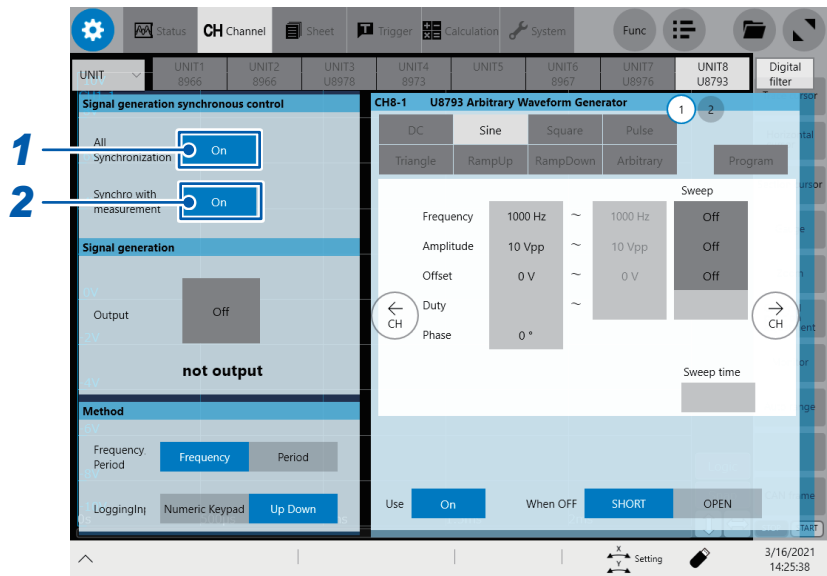 Status
CH Channel
Sheet
Trigger
Calculation
System
Func
UNIT
UNIT1
8966
UNIT2
8966
UNIT3
U8978
UNIT4
8973
UNIT5
UNIT6
8967
UNIT7
U8976
UNIT8
U8793
Digital
filter
Signal generation synchronous control
1
All
Synchronization
On
2
Synchro with
measurement
On
Signal generation
Output
Off
not output
Method
Frequency
Period
Frequency
Period
LoggingInj
Numeric Keypad
Up Down
CH8-1 U8793 Arbitrary Waveform Generator
1
2
DC
Sine
Square
Pulse
Triangle
RampUp
RampDown
Arbitrary
Program
Sweep
Frequency 1000 Hz ~ 1000 Hz Off
Amplitude 10 Vpp ~ 10 Vpp Off
Offset 0 V ~ 0 V Off
Duty ~
Phase 0 °
← CH
→ CH
Sweep time
Use
On
When OFF
SHORT
OPEN
START
X
Y
Setting
3/16/2021
14:25:38